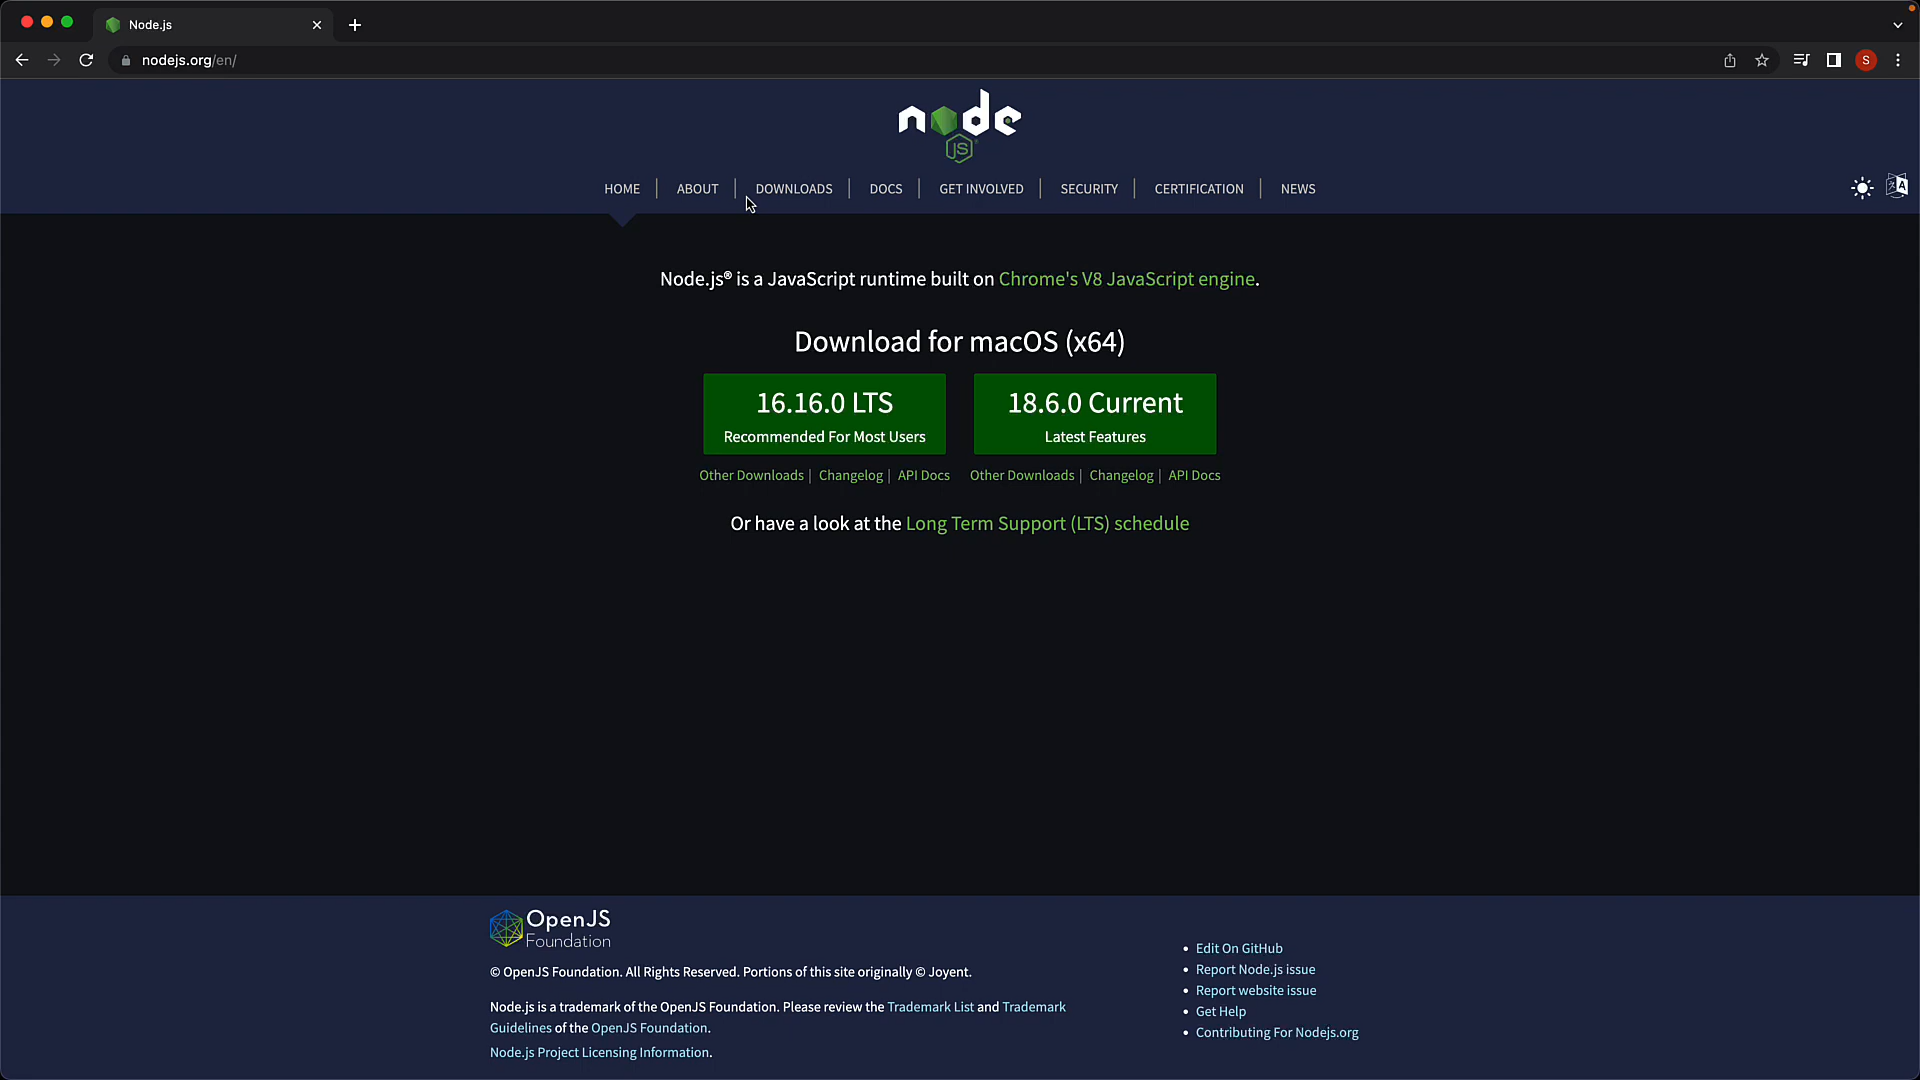 Node.js
nodejs.org/en/
S
node
JS
HOME | ABOUT | DOWNLOADS | DOCS | GET INVOLVED | SECURITY | CERTIFICATION | NEWS
Node.js® is a JavaScript runtime built on Chrome's V8 JavaScript engine.
Download for macOS (x64)
16.16.0 LTS
Recommended For Most Users
18.6.0 Current
Latest Features
Other Downloads | Changelog | API Docs
Other Downloads | Changelog | API Docs
Or have a look at the Long Term Support (LTS) schedule
OpenJS
Foundation
© OpenJS Foundation. All Rights Reserved. Portions of this site originally © Joyent.
Node.js is a trademark of the OpenJS Foundation. Please review the Trademark List and Trademark
Guidelines of the OpenJS Foundation.
Node.js Project Licensing Information.
Edit On GitHub
Report Node.js issue
Report website issue
Get Help
Contributing For Nodejs.org